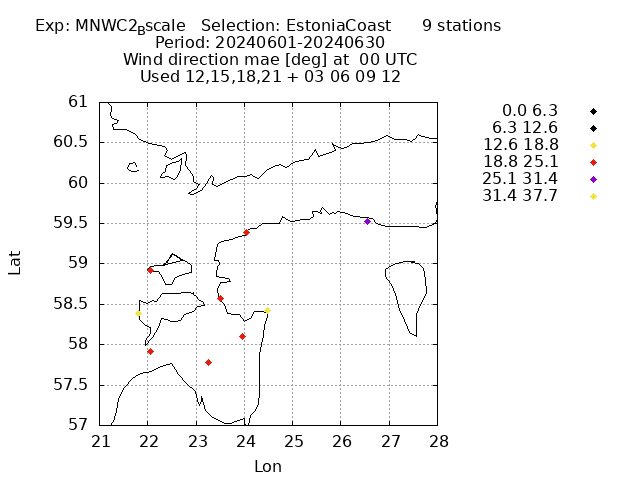 Exp: MNWC2Bscale   Selection: EstoniaCoast      9 stations
Period: 20240601-20240630
Wind direction mae [deg] at  00 UTC
Used 12,15,18,21 + 03 06 09 12
0.0 6.3
6.3 12.6
12.6 18.8
18.8 25.1
25.1 31.4
31.4 37.7
61
60.5
60
59.5
59
58.5
58
57.5
57
Lat
21 22 23 24 25 26 27 28
Lon